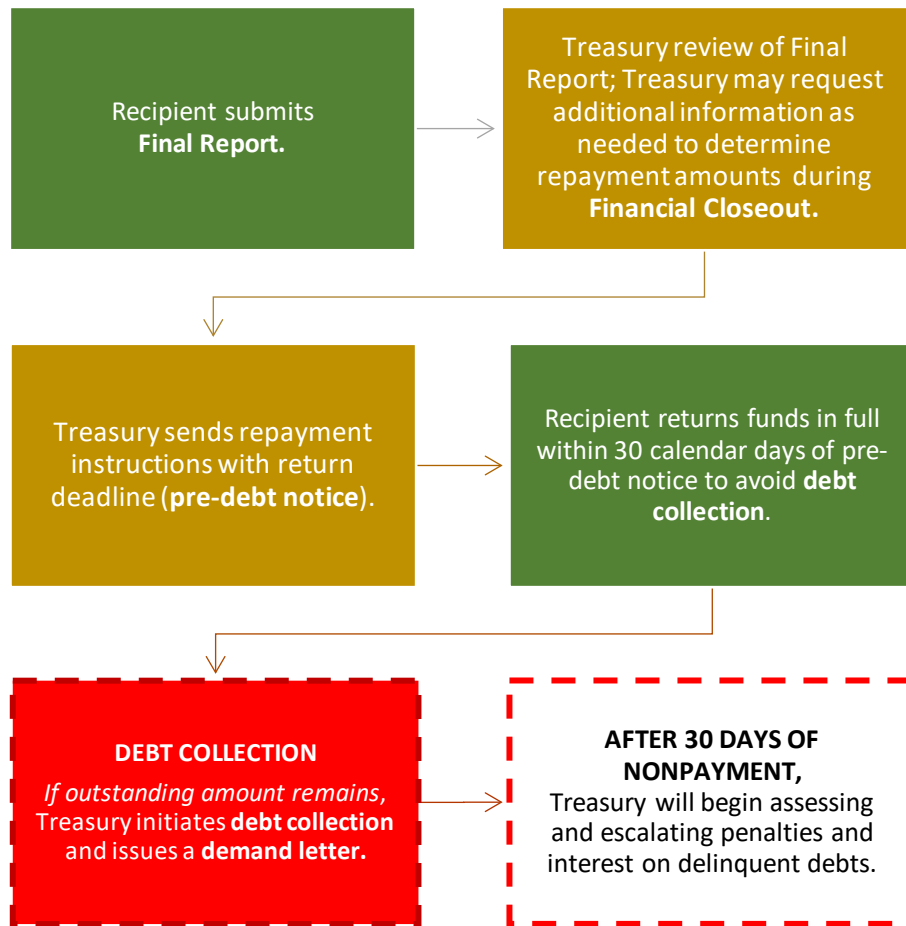 Recipient submits
Final Report.
Treasury review of Final
Report; Treasury may request
additional information as
needed to determine
repayment amounts during
Financial Closeout.
Treasury sends repayment
instructions with return
deadline (pre-debt notice).
Recipient returns funds in full
within 30 calendar days of pre-
debt notice to avoid debt
collection.
DEBT COLLECTION
If outstanding amount remains,
Treasury initiates debt collection
and issues a demand letter.
AFTER 30 DAYS OF
NONPAYMENT,
Treasury will begin assessing
and escalating penalties and
interest on delinquent debts.